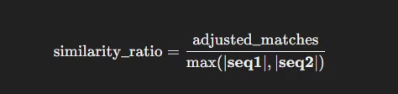 similarity_ratio = adjusted_matches / max(|seq1|, |seq2|)